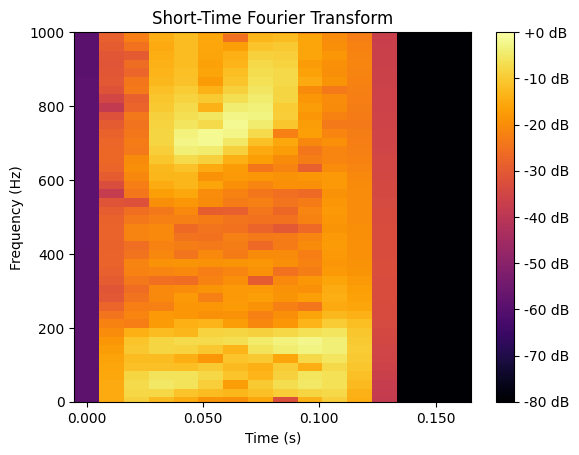 Short-Time Fourier Transform
1000
800
600
400
200
0
Frequency (Hz)
0.000
0.050
0.100
0.150
Time (s)
+0 dB
-10 dB
-20 dB
-30 dB
-40 dB
-50 dB
-60 dB
-70 dB
-80 dB